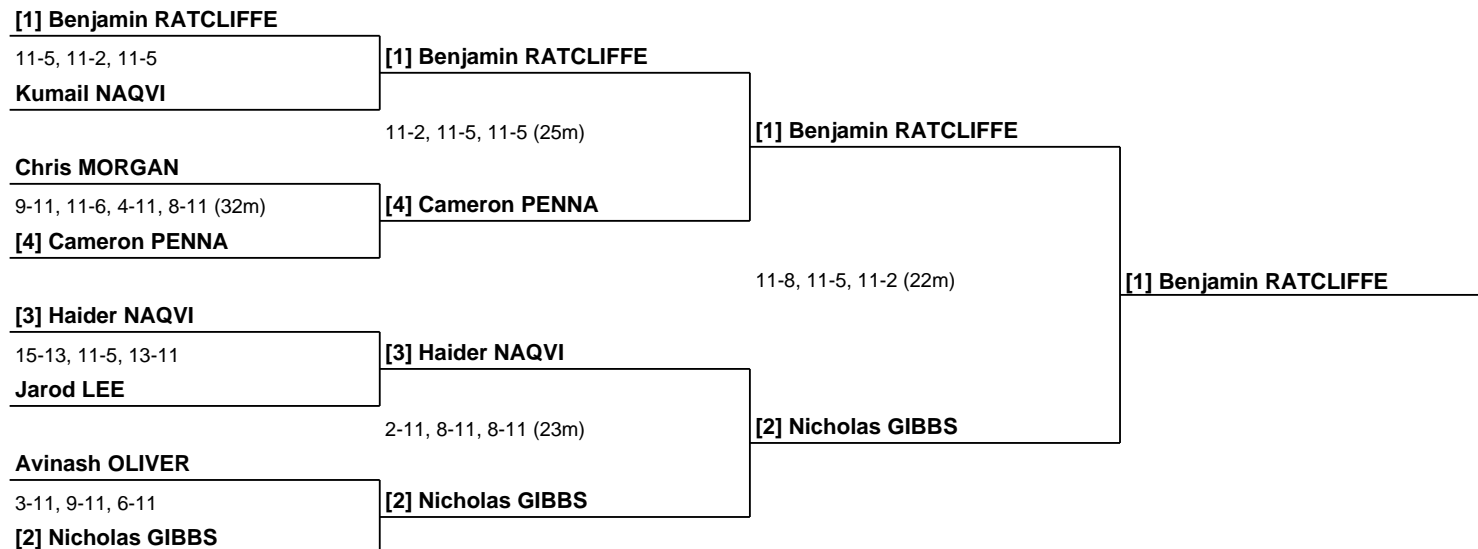 [1] Benjamin RATCLIFFE
11-5, 11-2, 11-5
Kumail NAQVI
[1] Benjamin RATCLIFFE
11-2, 11-5, 11-5 (25m)
Chris MORGAN
9-11, 11-6, 4-11, 8-11 (32m)
[4] Cameron PENNA
[4] Cameron PENNA
[1] Benjamin RATCLIFFE
11-8, 11-5, 11-2 (22m)
[1] Benjamin RATCLIFFE
[3] Haider NAQVI
15-13, 11-5, 13-11
Jarod LEE
[3] Haider NAQVI
2-11, 8-11, 8-11 (23m)
[2] Nicholas GIBBS
Avinash OLIVER
3-11, 9-11, 6-11
[2] Nicholas GIBBS
[2] Nicholas GIBBS